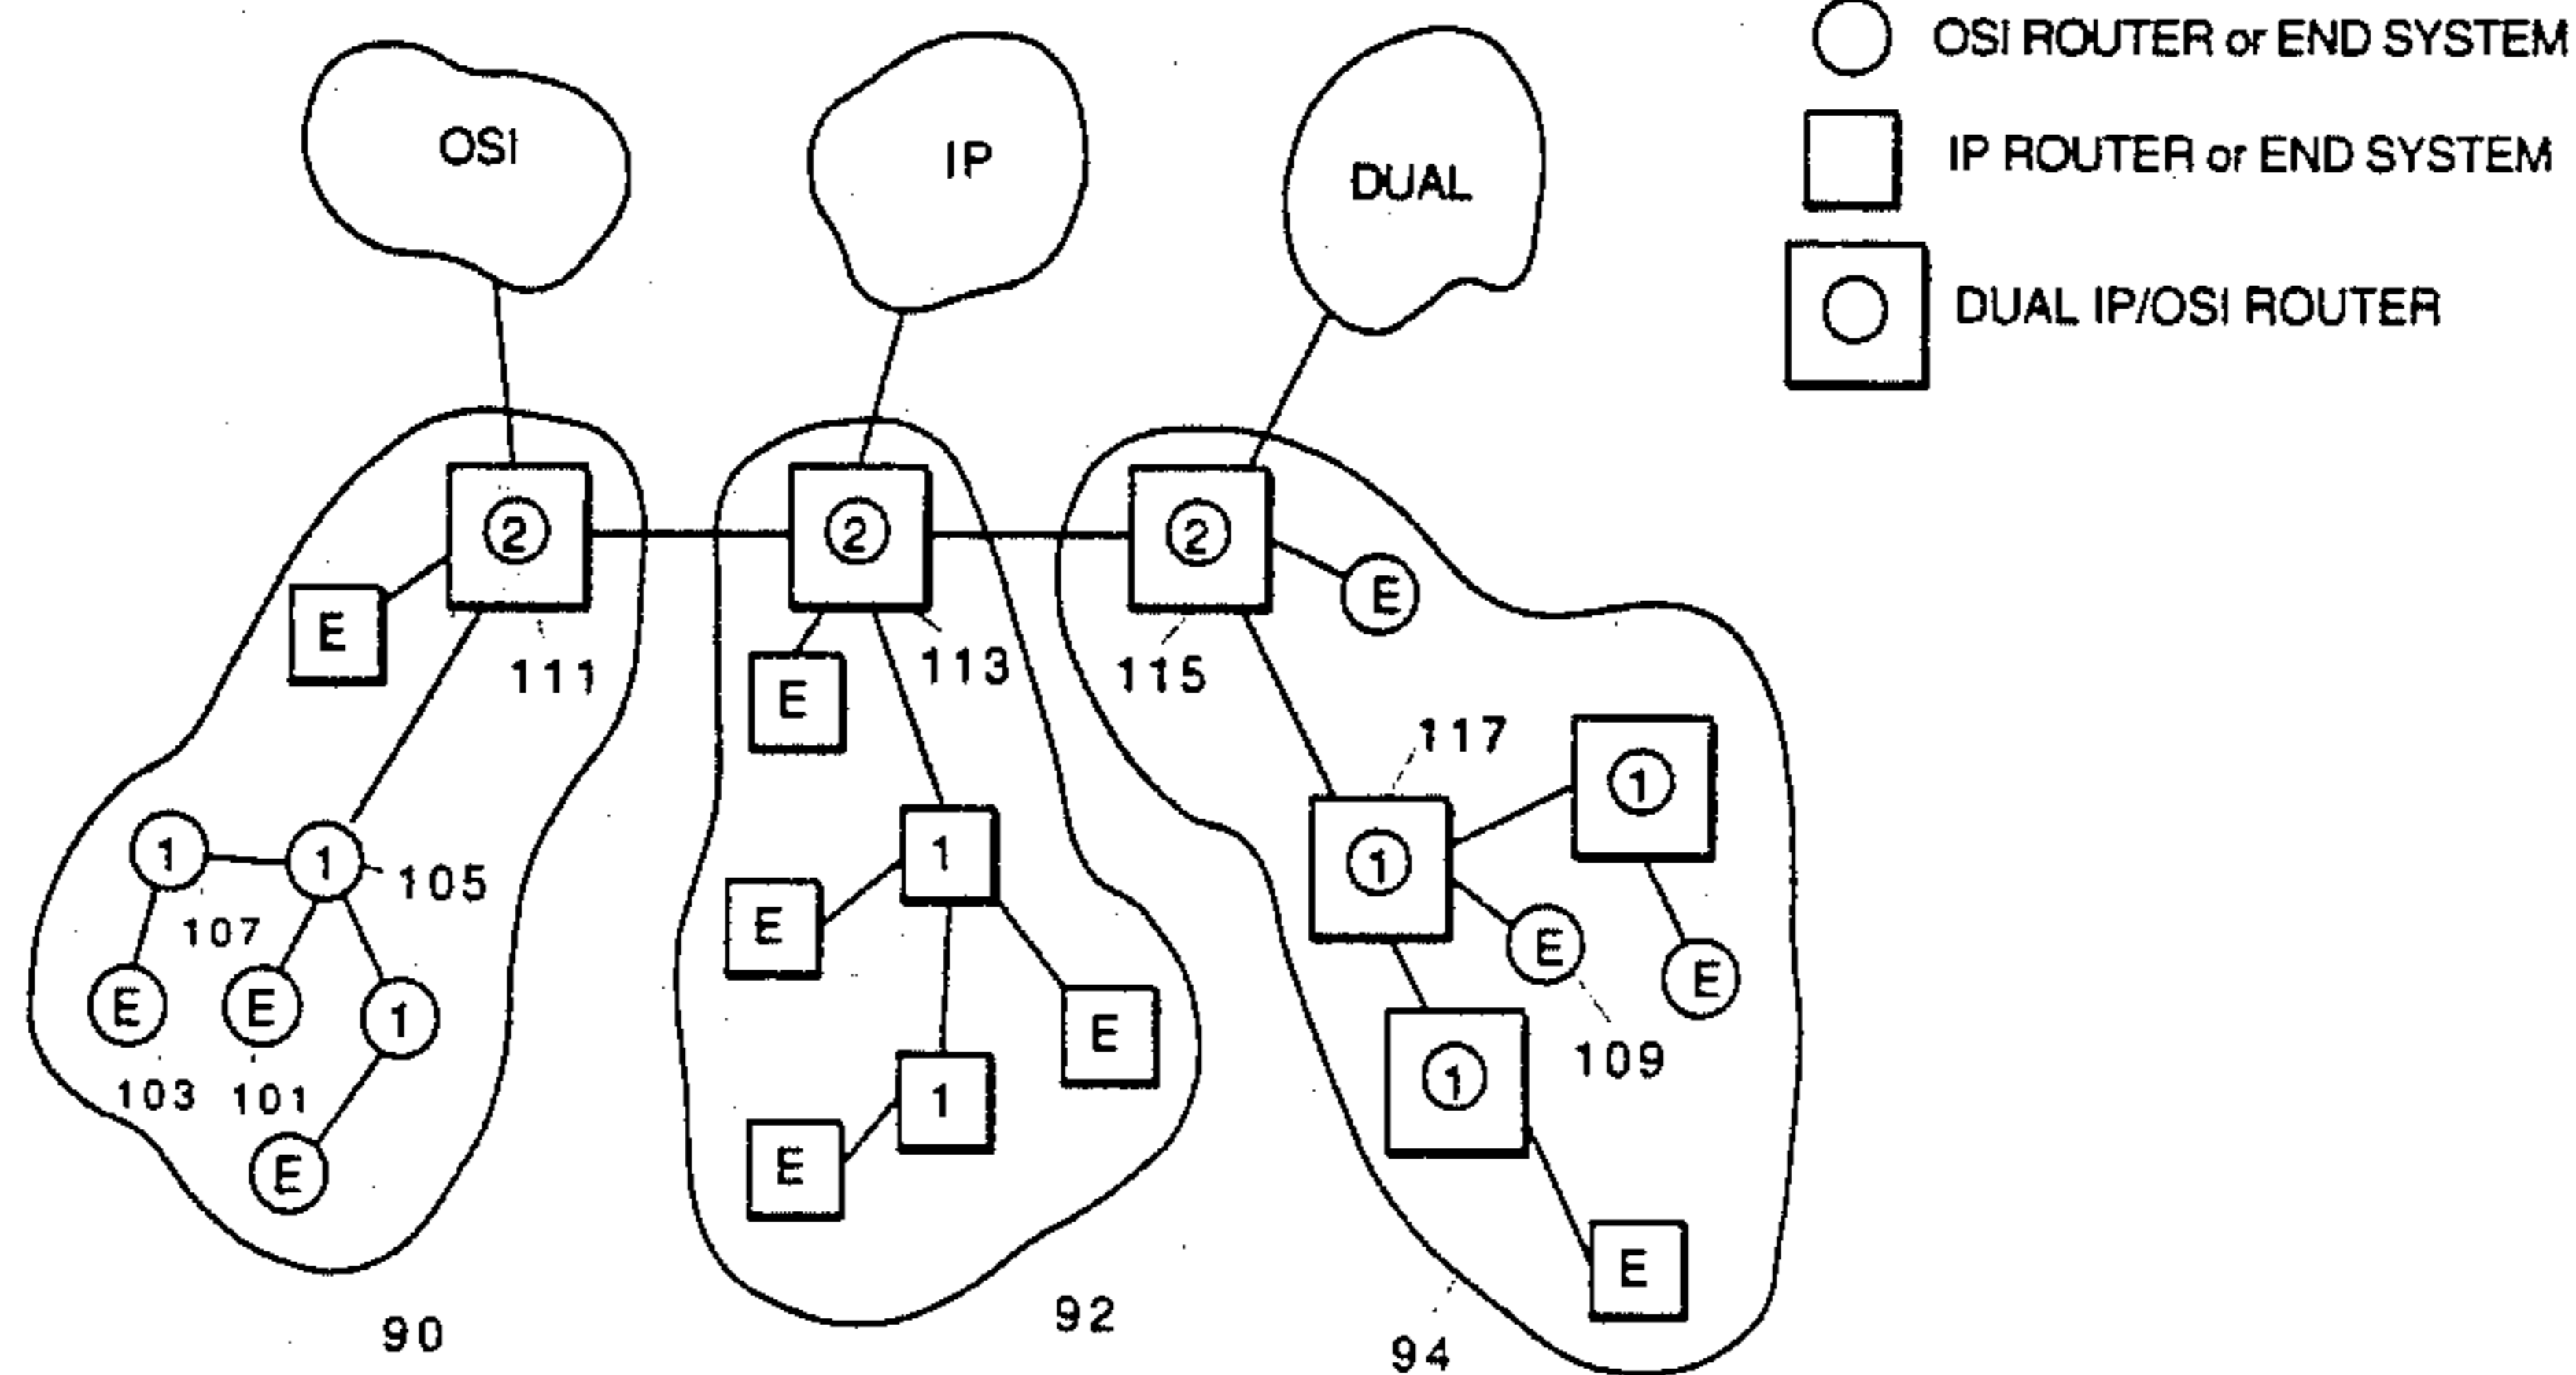 OSI
IP
DUAL
OSI ROUTER or END SYSTEM
IP ROUTER or END SYSTEM
DUAL IP/OSI ROUTER
2
2
2
E
E
E
111
113
115
117
1
1
1
105
107
1
1
E
E
E
1
103
101
E
1
E
E
E
1
109
E
E
1
E
90
92
94